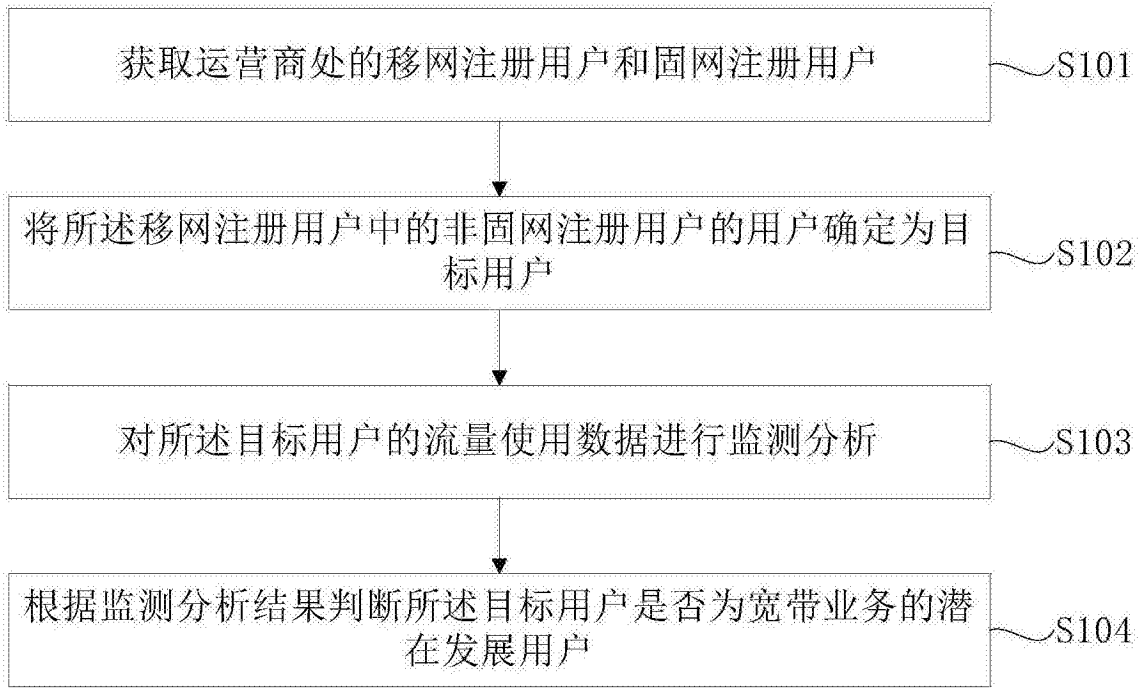 获取运营商处的移网注册用户和固网注册用户
S101
将所述移网注册用户中的非固网注册用户的用户确定为目
标用户
S102
对所述目标用户的流量使用数据进行监测分析
S103
根据监测分析结果判断所述目标用户是否为宽带业务的潜
在发展用户
S104